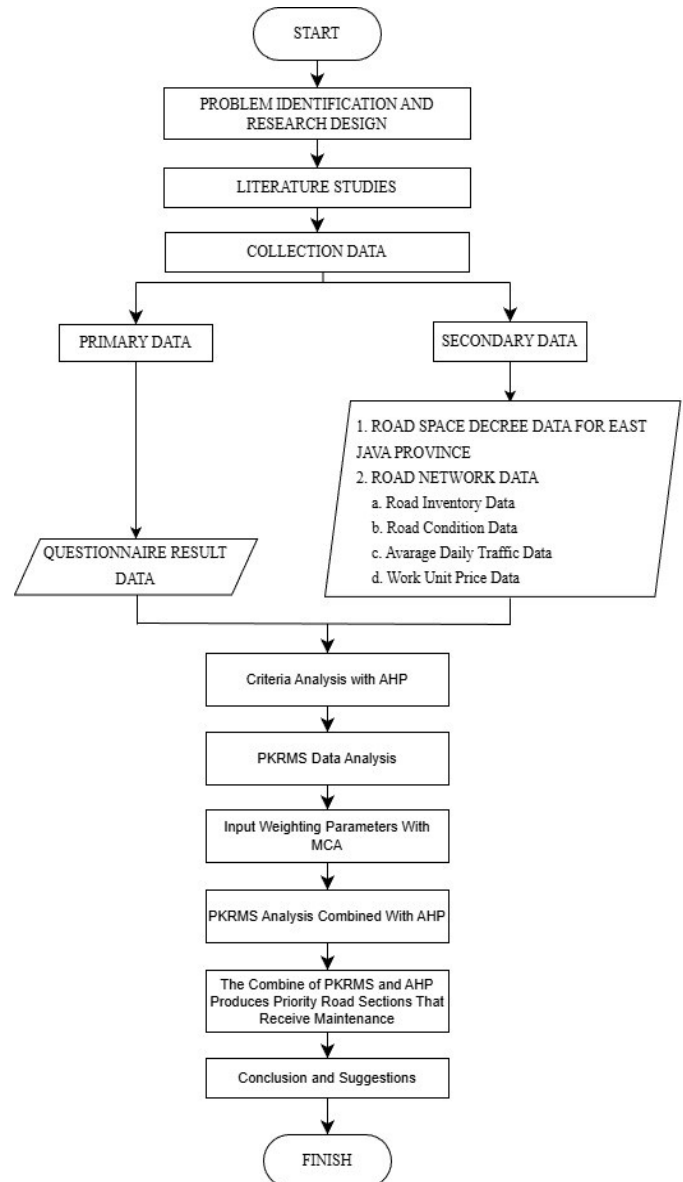 START
PROBLEM IDENTIFICATION AND
RESEARCH DESIGN
LITERATURE STUDIES
COLLECTION DATA
PRIMARY DATA
SECONDARY DATA
1. ROAD SPACE DECREE DATA FOR EAST
JAVA PROVINCE
2. ROAD NETWORK DATA
a. Road Inventory Data
b. Road Condition Data
c. Avarage Daily Traffic Data
d. Work Unit Price Data
QUESTIONNAIRE RESULT
DATA
Criteria Analysis with AHP
PKRMS Data Analysis
Input Weighting Parameters With
MCA
PKRMS Analysis Combined With AHP
The Combine of PKRMS and AHP
Produces Priority Road Sections That
Receive Maintenance
Conclusion and Suggestions
FINISH